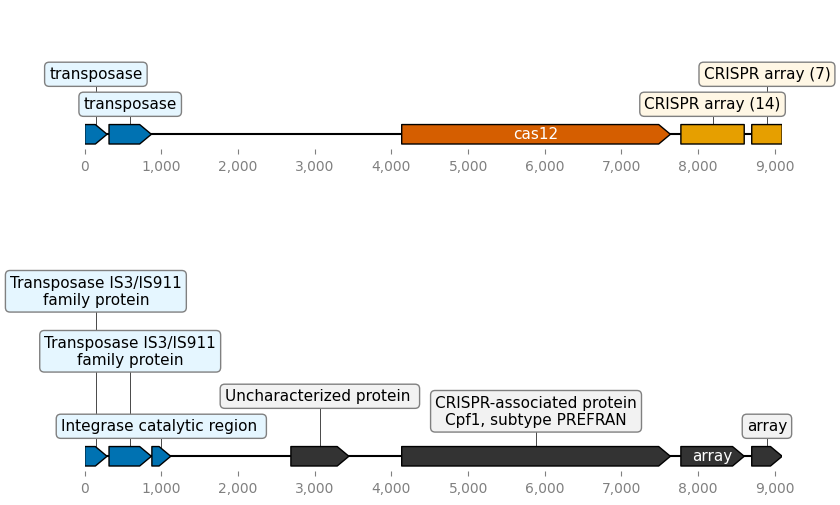 transposase
CRISPR array (7)
transposase
CRISPR array (14)
cas12
0 1,000 2,000 3,000 4,000 5,000 6,000 7,000 8,000 9,000
Transposase IS3/IS911
family protein
Transposase IS3/IS911
family protein
Uncharacterized protein
CRISPR-associated protein
Cpf1, subtype PREFRAN
Integrase catalytic region
array
array
0 1,000 2,000 3,000 4,000 5,000 6,000 7,000 8,000 9,000